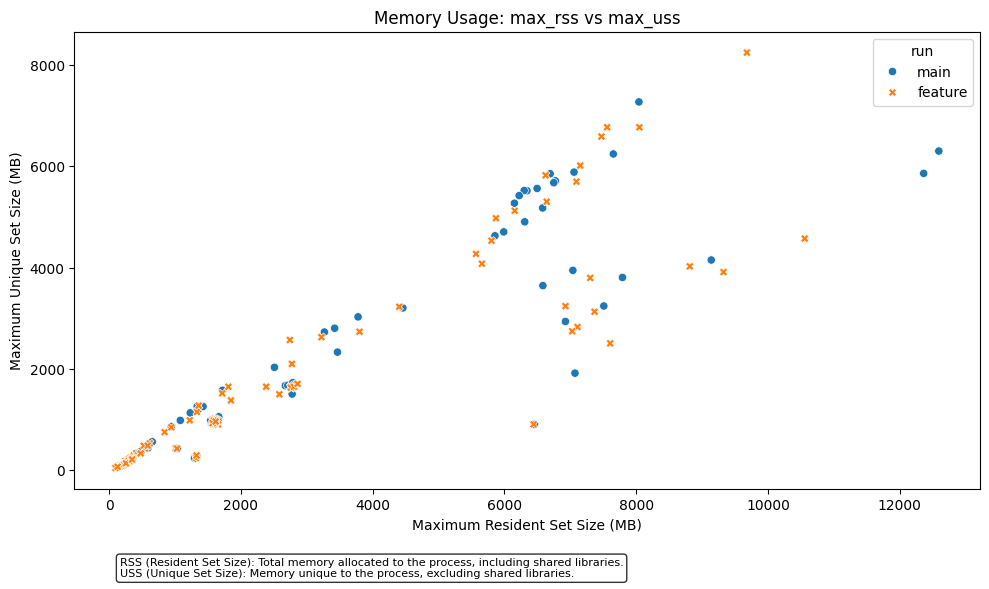 Memory Usage: max_rss vs max_uss
run
main
feature
8000
6000
4000
2000
0
Maximum Unique Set Size (MB)
0 2000 4000 6000 8000 10000 12000
Maximum Resident Set Size (MB)
RSS (Resident Set Size): Total memory allocated to the process, including shared libraries.
USS (Unique Set Size): Memory unique to the process, excluding shared libraries.